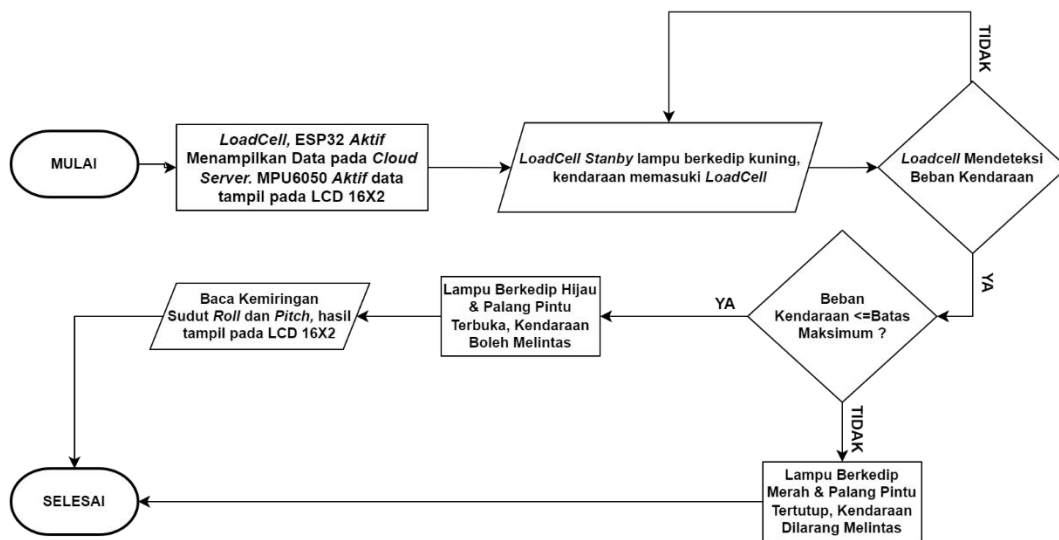 MULAI
LoadCell, ESP32 Aktif
Menampilkan Data pada Cloud
Server. MPU6050 Aktif data
tampil pada LCD 16X2
LoadCell Stanby lampu berkedip kuning,
kendaraan memasuki LoadCell
TIDAK
Loadcell Mendeteksi
Beban Kendaraan
YA
Beban
Kendaraan <=Batas
Maksimum ?
YA
Lampu Berkedip Hijau
& Palang Pintu
Terbuka, Kendaraan
Boleh Melintas
Baca Kemiringan
Sudut Roll dan Pitch, hasil
tampil pada LCD 16X2
TIDAK
Lampu Berkedip
Merah & Palang Pintu
Tertutup, Kendaraan
Dilarang Melintas
SELESAI